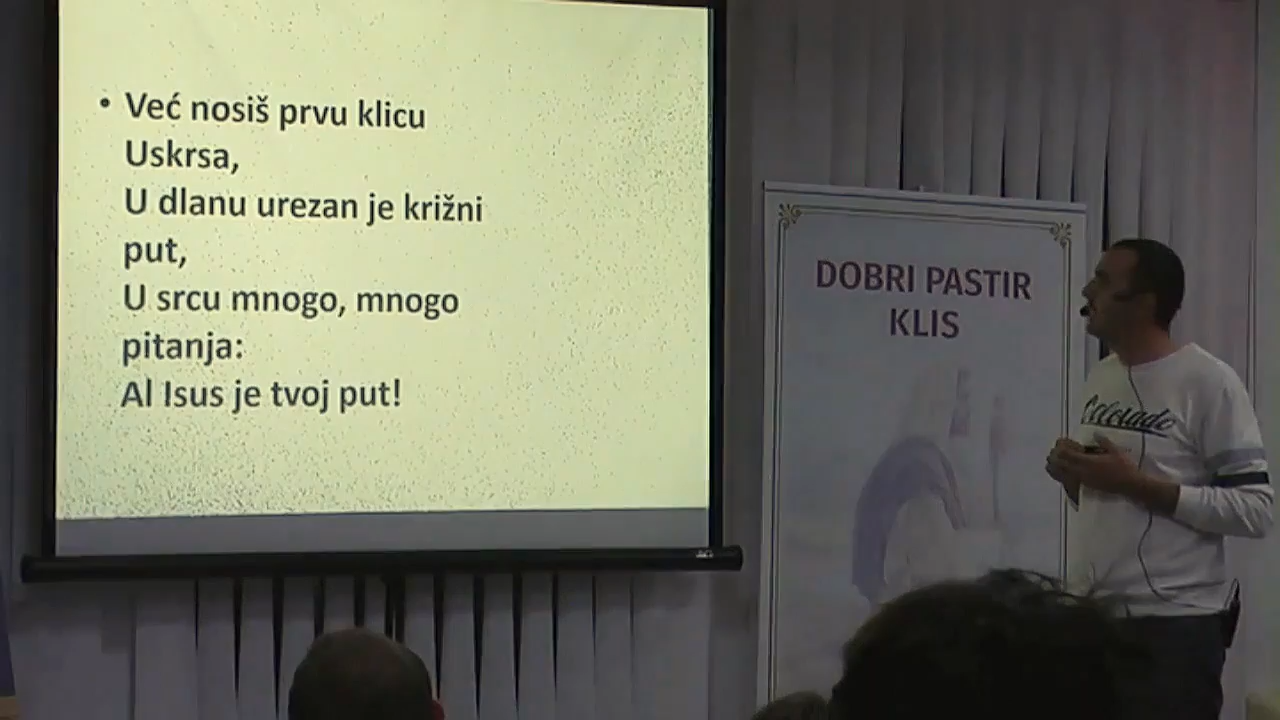 • Već nosiš prvu klicu
Uskrsa,
U dlanu urezan je križni
put,
U srcu mnogo, mnogo
pitanja:
Al Isus je tvoj put!
DOBRI PASTIR
KLIS
Colorado